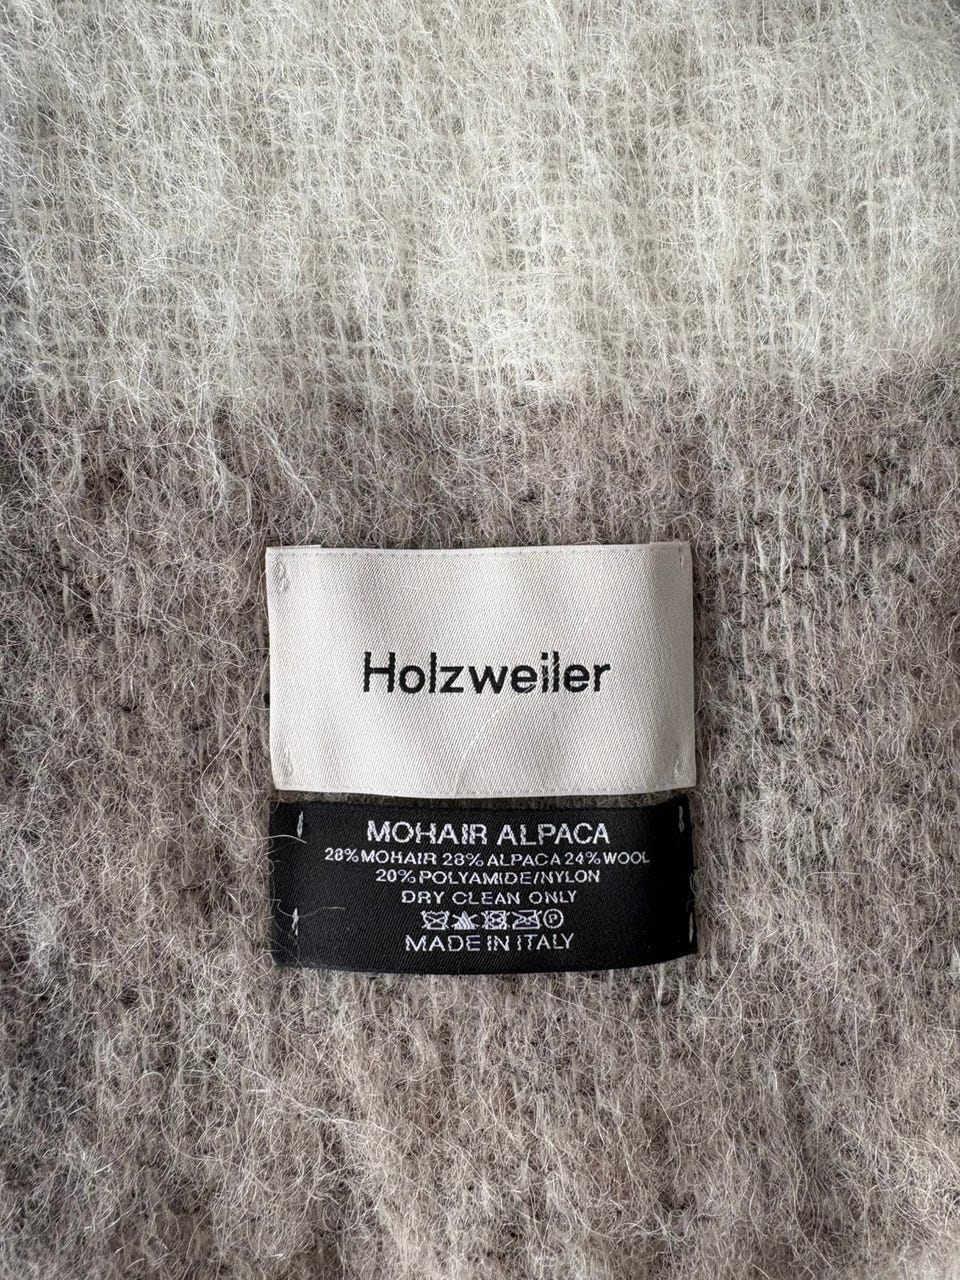 Holzweiler
MOHAIR ALPACA
28% MOHAIR 28% ALPACA 24% WOOL
20% POLYAMIDE/NYLON
DRY CLEAN ONLY
P
MADE IN ITALY